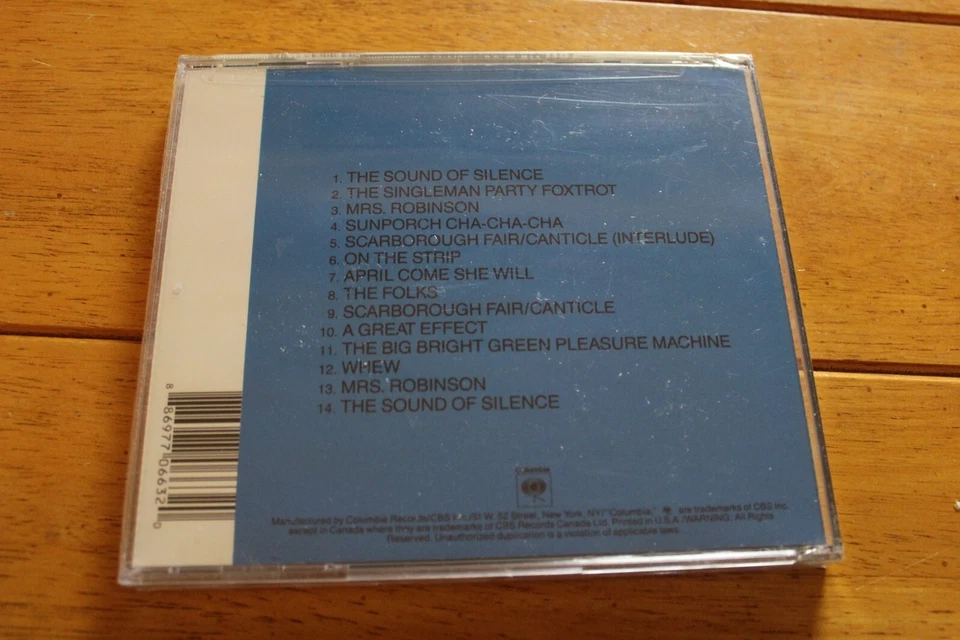 1. THE SOUND OF SILENCE
2. THE SINGLEMAN PARTY FOXTROT
3. MRS. ROBINSON
4. SUNPORCH CHA-CHA-CHA
5. SCARBOROUGH FAIR/CANTICLE (INTERLUDE)
6. ON THE STRIP
7. APRIL COME SHE WILL
8. THE FOLKS
9. SCARBOROUGH FAIR/CANTICLE
10. A GREAT EFFECT
11. THE BIG BRIGHT GREEN PLEASURE MACHINE
12. WHEW
13. MRS. ROBINSON
14. THE SOUND OF SILENCE
8 86977 06632 0
Columbia
Manufactured by Columbia Records/CBS /51 W. 52 Street, New York, NY/"Columbia," are trademarks of CBS Inc.
except in Canada where they are trademarks of CBS Records Canada Ltd. Printed in U.S.A./WARNING: All Rights
Reserved. Unauthorized duplication is a violation of applicable laws.